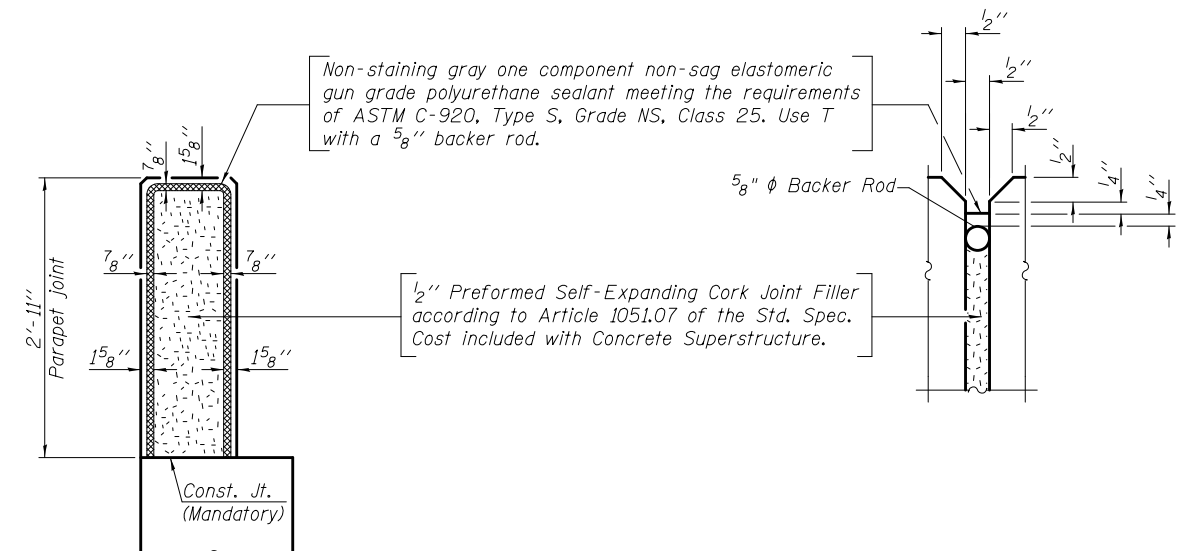 1/2"
Non-staining gray one component non-sag elastomeric
gun grade polyurethane sealant meeting the requirements
of ASTM C-920, Type S, Grade NS, Class 25. Use T
with a 5/8" backer rod.
1/2"
1/2"
7/8"
1 5/8"
5/8" φ Backer Rod
1/2"
1/4"
1/4"
7/8"
7/8"
2'-11"
Parapet joint
1/2" Preformed Self-Expanding Cork Joint Filler
according to Article 1051.07 of the Std. Spec.
Cost included with Concrete Superstructure.
1 5/8"
1 5/8"
Const. Jt.
(Mandatory)